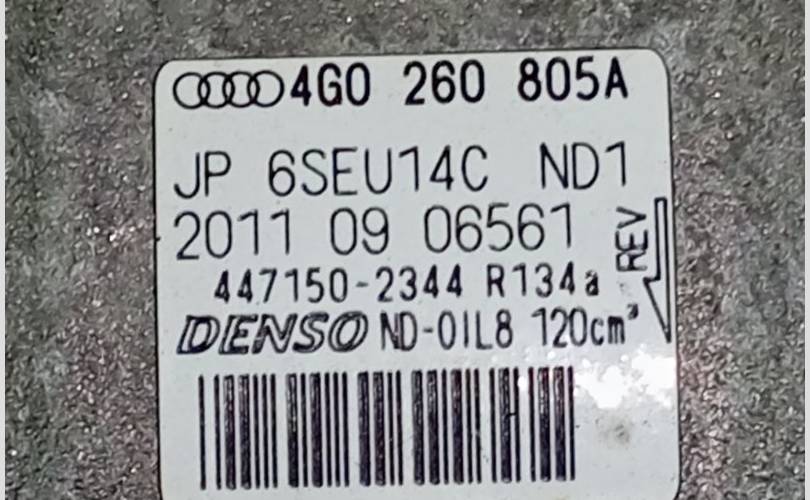 4G0 260 805A
JP 6SEU14C ND1
2011 09 06561
REV
447150-2344 R134a
DENSO ND-OIL8 120cm³